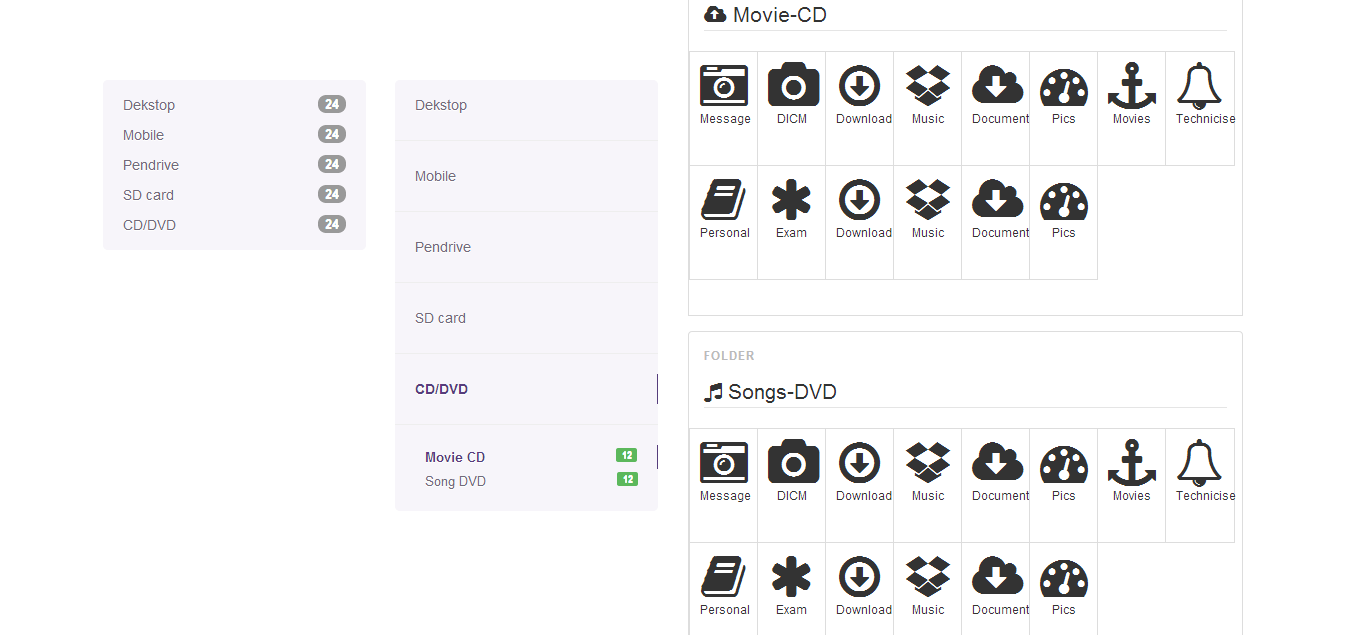 Dekstop 24
Mobile 24
Pendrive 24
SD card 24
CD/DVD 24
Dekstop
Mobile
Pendrive
SD card
CD/DVD
Movie CD 12
Song DVD 12
Movie-CD
Message DICM Download Music Document Pics Movies Technicise
Personal Exam Download Music Document Pics
FOLDER
Songs-DVD
Message DICM Download Music Document Pics Movies Technicise
Personal Exam Download Music Document Pics